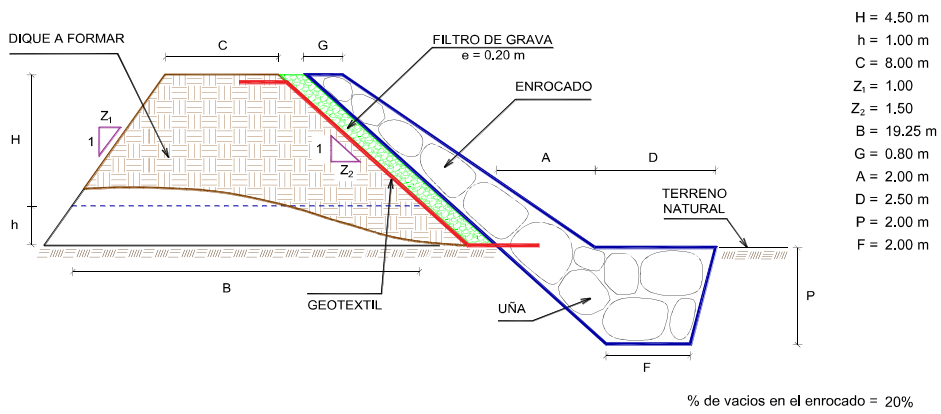 DIQUE A FORMAR
C
G
FILTRO DE GRAVA
e = 0.20 m
ENROCADO
H
Z1
1
1
Z2
A
D
TERRENO
NATURAL
h
B
GEOTEXTIL
UÑA
P
F
H = 4.50 m
h = 1.00 m
C = 8.00 m
Z1 = 1.00
Z2 = 1.50
B = 19.25 m
G = 0.80 m
A = 2.00 m
D = 2.50 m
P = 2.00 m
F = 2.00 m
% de vacios en el enrocado = 20%